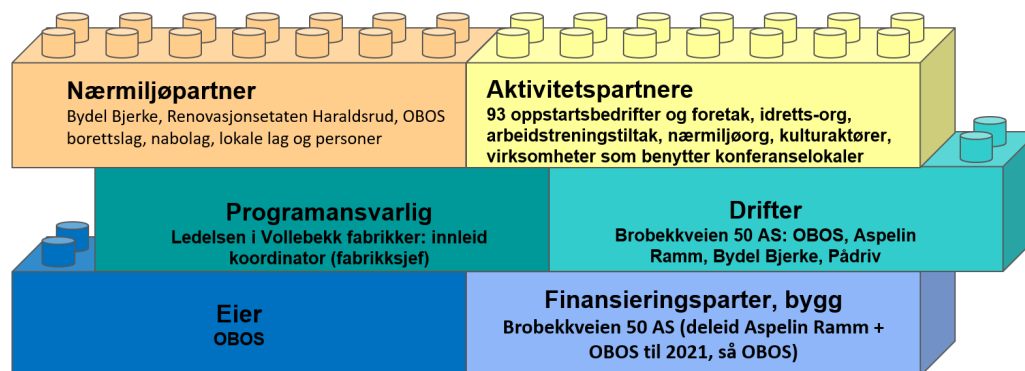 Nærmiljøpartner
Bydel Bjerke, Renovasjonsetaten Haraldsrud, OBOS
borettslag, nabolag, lokale lag og personer
Aktivitetspartnere
93 oppstartsbedrifter og foretak, idretts-org,
arbeidstreningstiltak, nærmiljøorg, kulturaktører,
virksomheter som benytter konferanselokaler
Programansvarlig
Ledelsen i Vollebekk fabrikker: innleid
koordinator (fabrikksjef)
Drifter
Brobekkveien 50 AS: OBOS, Aspelin
Ramm, Bydel Bjerke, Pådriv
Eier
OBOS
Finansieringsparter, bygg
Brobekkveien 50 AS (deleid Aspelin Ramm +
OBOS til 2021, så OBOS)